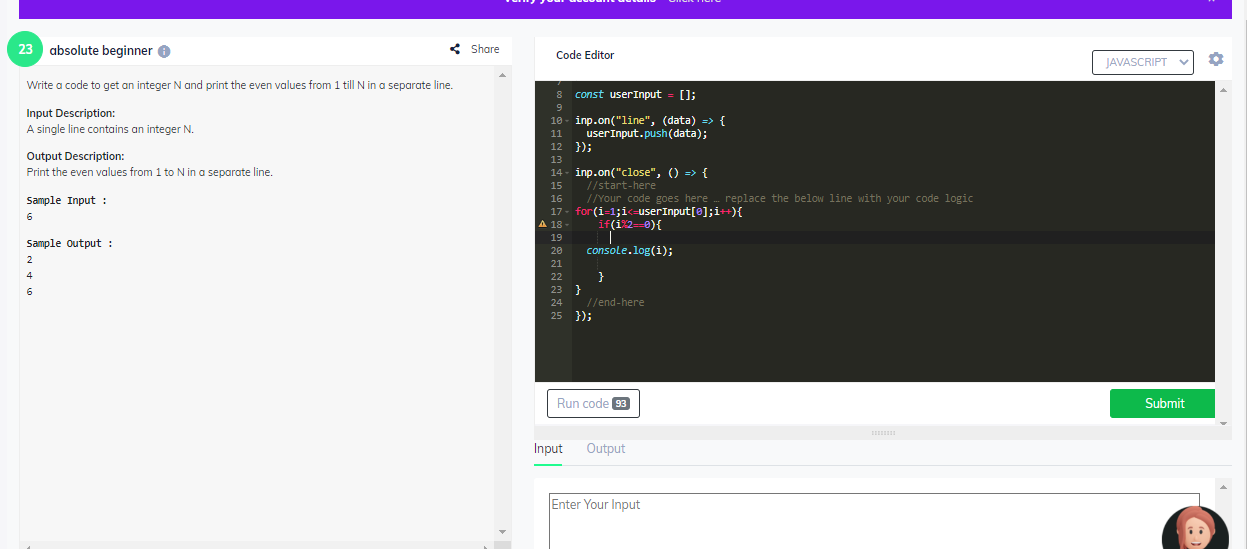 Verify your account details - Click here
23 absolute beginner
Share
Write a code to get an integer N and print the even values from 1 till N in a separate line.
Input Description:
A single line contains an integer N.
Output Description:
Print the even values from 1 to N in a separate line.
Sample Input :
6
Sample Output :
2
4
6
Code Editor
JAVASCRIPT
7
8 const userInput = [];
9
10 inp.on("line", (data) => {
11 userInput.push(data);
12 });
13
14 inp.on("close", () => {
15 //start-here
16 //Your code goes here … replace the below line with your code logic
17 for(i=1;i<=userInput[0];i++){
18 if(i%2==0){
19
20 console.log(i);
21
22 }
23 }
24 //end-here
25 });
Run code 93
Submit
Input Output
Enter Your Input